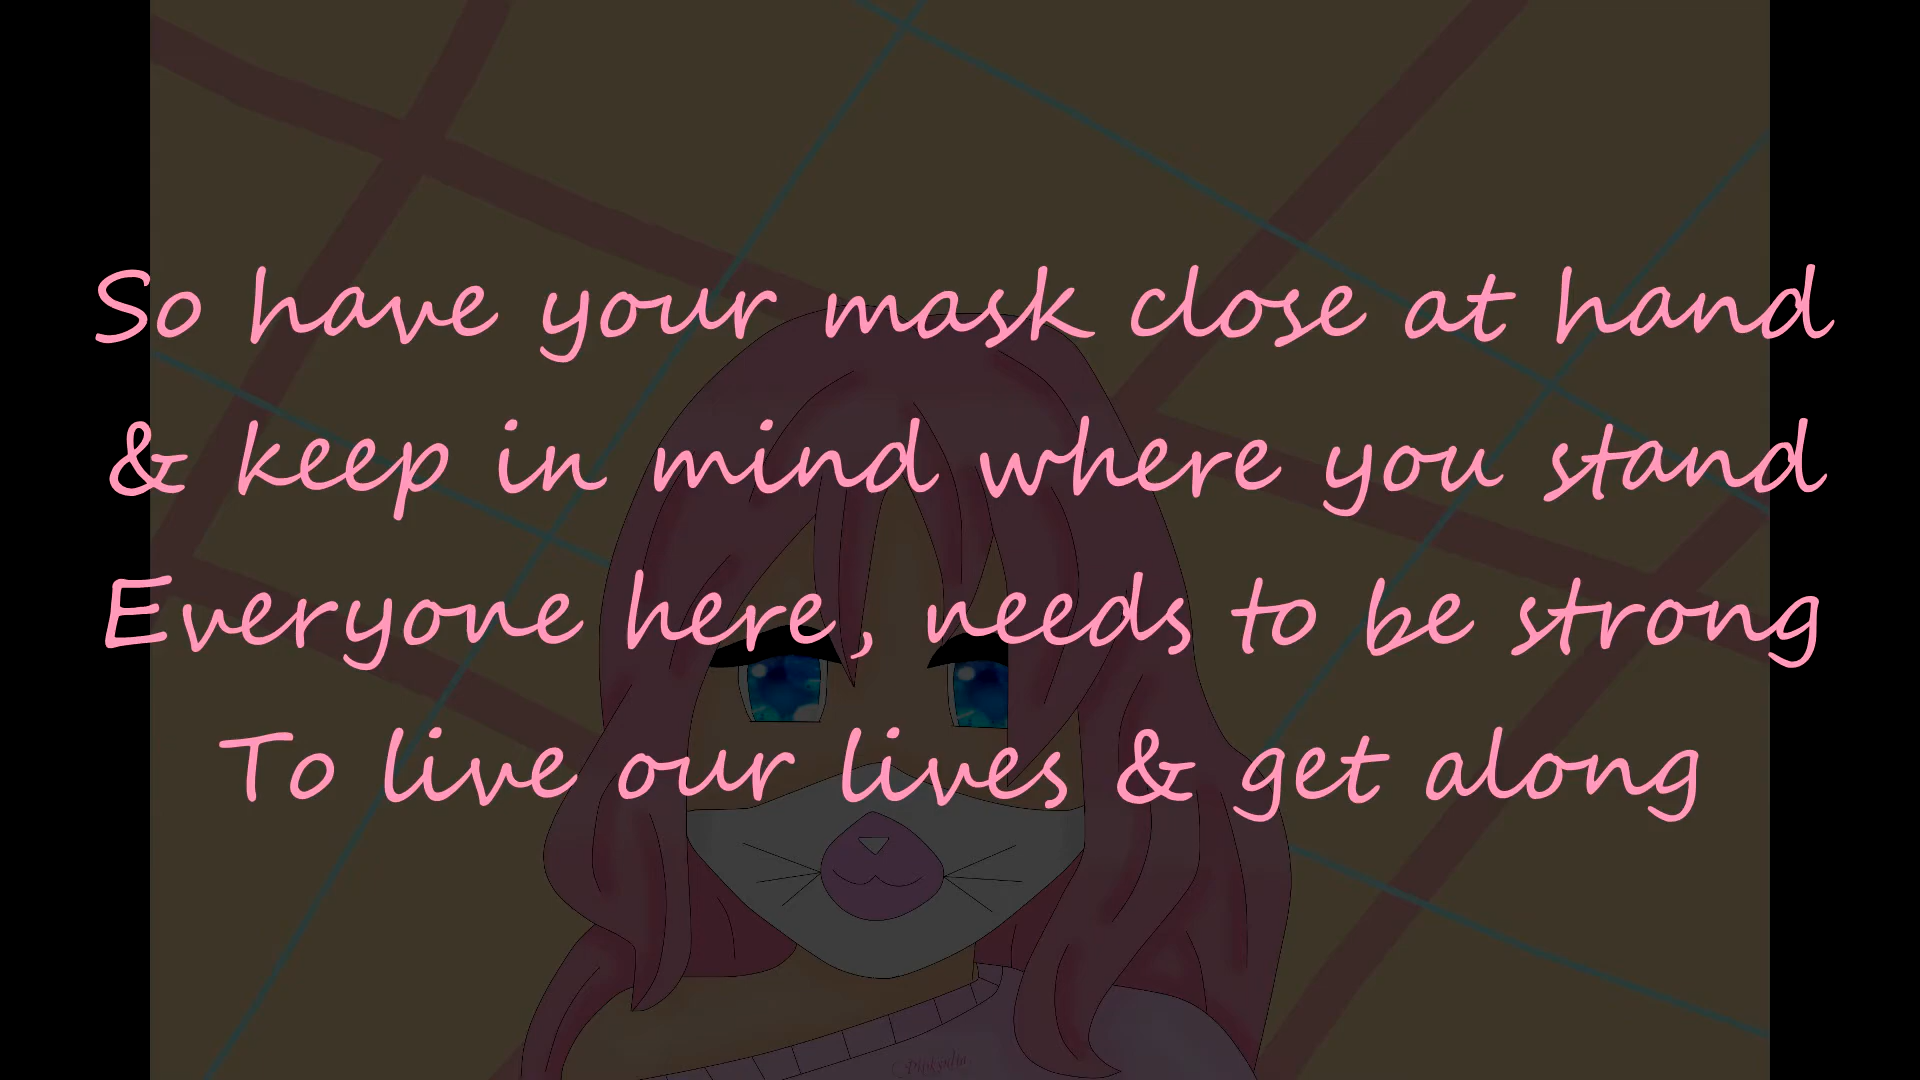 So have your mask close at hand
& keep in mind where you stand
Everyone here, needs to be strong
To live our lives & get along